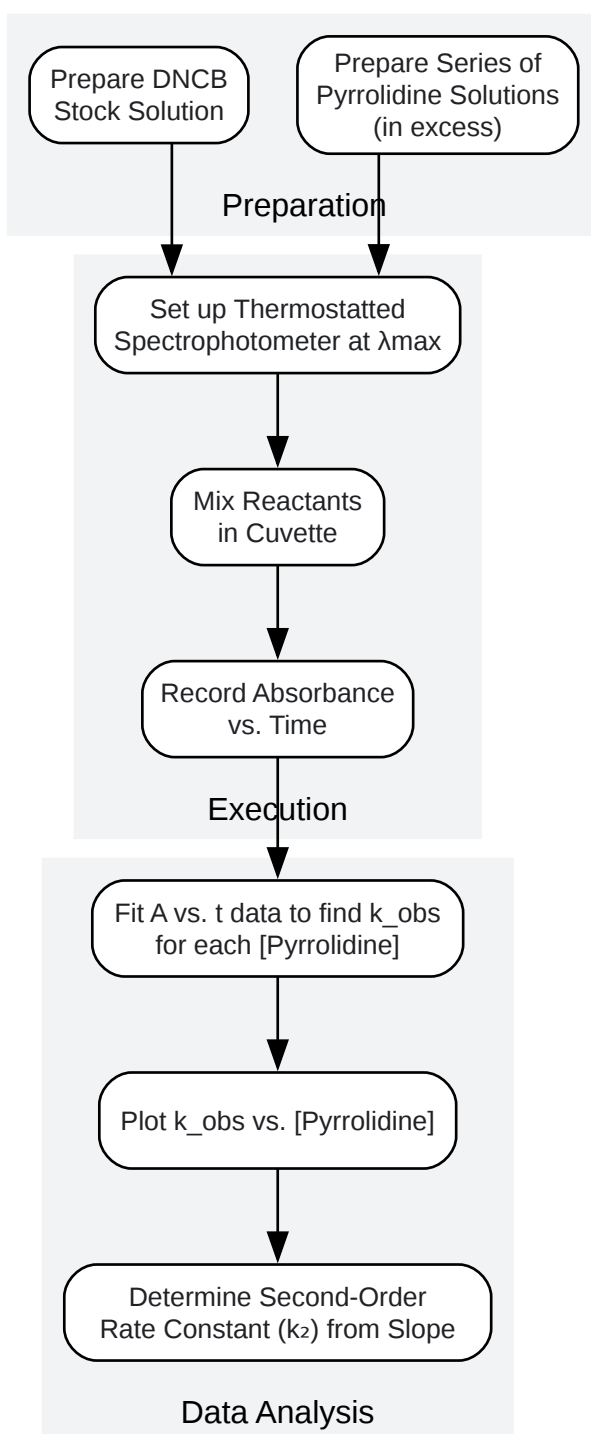 Prepare DNCB
Stock Solution
Prepare Series of
Pyrrolidine Solutions
(in excess)
Preparation
Set up Thermostatted
Spectrophotometer at λmax
Mix Reactants
in Cuvette
Record Absorbance
vs. Time
Execution
Fit A vs. t data to find k_obs
for each [Pyrrolidine]
Plot k_obs vs. [Pyrrolidine]
Determine Second-Order
Rate Constant (k₂) from Slope
Data Analysis